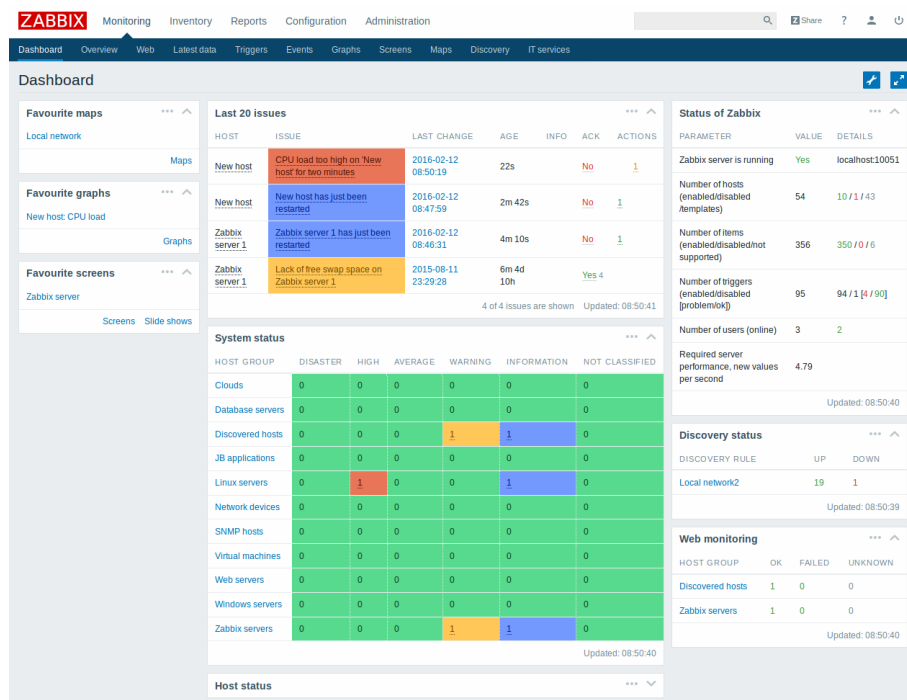 ZABBIX Monitoring Inventory Reports Configuration Administration Z Share ?
Dashboard Overview Web Latest data Triggers Events Graphs Screens Maps Discovery IT services
Dashboard
Favourite maps
Local network
Maps
Favourite graphs
New host: CPU load
Graphs
Favourite screens
Zabbix server
Screens Slide shows
Last 20 issues
HOST ISSUE LAST CHANGE AGE INFO ACK ACTIONS
New host CPU load too high on 'New host' for two minutes 2016-02-12 08:50:19 22s No 1
New host New host has just been restarted 2016-02-12 08:47:59 2m 42s No 1
Zabbix server 1 Zabbix server 1 has just been restarted 2016-02-12 08:46:31 4m 10s No 1
Zabbix server 1 Lack of free swap space on Zabbix server 1 2015-08-11 23:29:28 6m 4d 10h Yes 4
4 of 4 issues are shown Updated: 08:50:41
System status
HOST GROUP DISASTER HIGH AVERAGE WARNING INFORMATION NOT CLASSIFIED
Clouds 0 0 0 0 0 0
Database servers 0 0 0 0 0 0
Discovered hosts 0 0 0 1 1 0
JB applications 0 0 0 0 0 0
Linux servers 0 1 0 0 1 0
Network devices 0 0 0 0 0 0
SNMP hosts 0 0 0 0 0 0
Virtual machines 0 0 0 0 0 0
Web servers 0 0 0 0 0 0
Windows servers 0 0 0 0 0 0
Zabbix servers 0 0 0 1 1 0
Updated: 08:50:40
Host status
Status of Zabbix
PARAMETER VALUE DETAILS
Zabbix server is running Yes localhost:10051
Number of hosts (enabled/disabled /templates) 54 10 / 1 / 43
Number of items (enabled/disabled/not supported) 356 350 / 0 / 6
Number of triggers (enabled/disabled [problem/ok]) 95 94 / 1 [4 / 90]
Number of users (online) 3 2
Required server performance, new values per second 4.79
Updated: 08:50:40
Discovery status
DISCOVERY RULE UP DOWN
Local network2 19 1
Updated: 08:50:39
Web monitoring
HOST GROUP OK FAILED UNKNOWN
Discovered hosts 1 0 0
Zabbix servers 1 0 0
Updated: 08:50:40